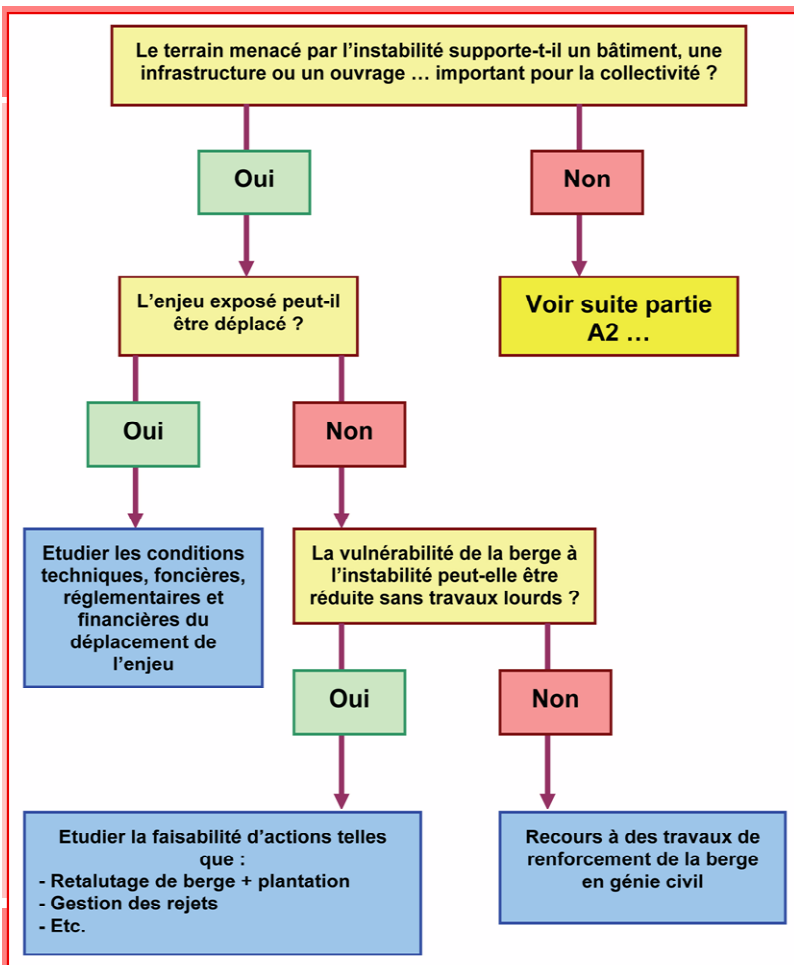 Le terrain menacé par l'instabilité supporte-t-il un bâtiment, une
infrastructure ou un ouvrage … important pour la collectivité ?
Oui
Non
L'enjeu exposé peut-il
être déplacé ?
Voir suite partie
A2 …
Oui
Non
Etudier les conditions
techniques, foncières,
réglementaires et
financières du
déplacement de
l'enjeu
La vulnérabilité de la berge à
l'instabilité peut-elle être
réduite sans travaux lourds ?
Oui
Non
Etudier la faisabilité d'actions telles
que :
- Retalutage de berge + plantation
- Gestion des rejets
- Etc.
Recours à des travaux de
renforcement de la berge
en génie civil